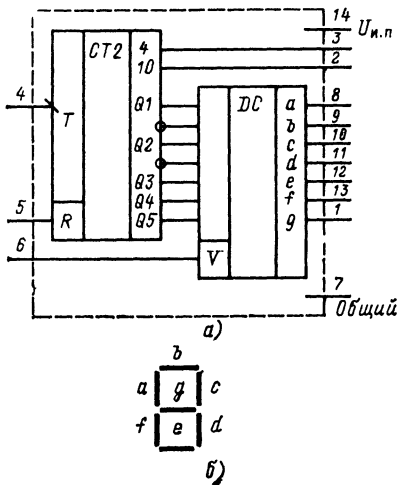 14 U и.п
СТ2 4 3
10 2
4 T Q1 DC a 8
b 9
Q2 c 10
d 11
Q3 e 12
Q4 f 13
5 R Q5 g 1
6 V
7
Общий
а)
b
a g c
f e d
б)